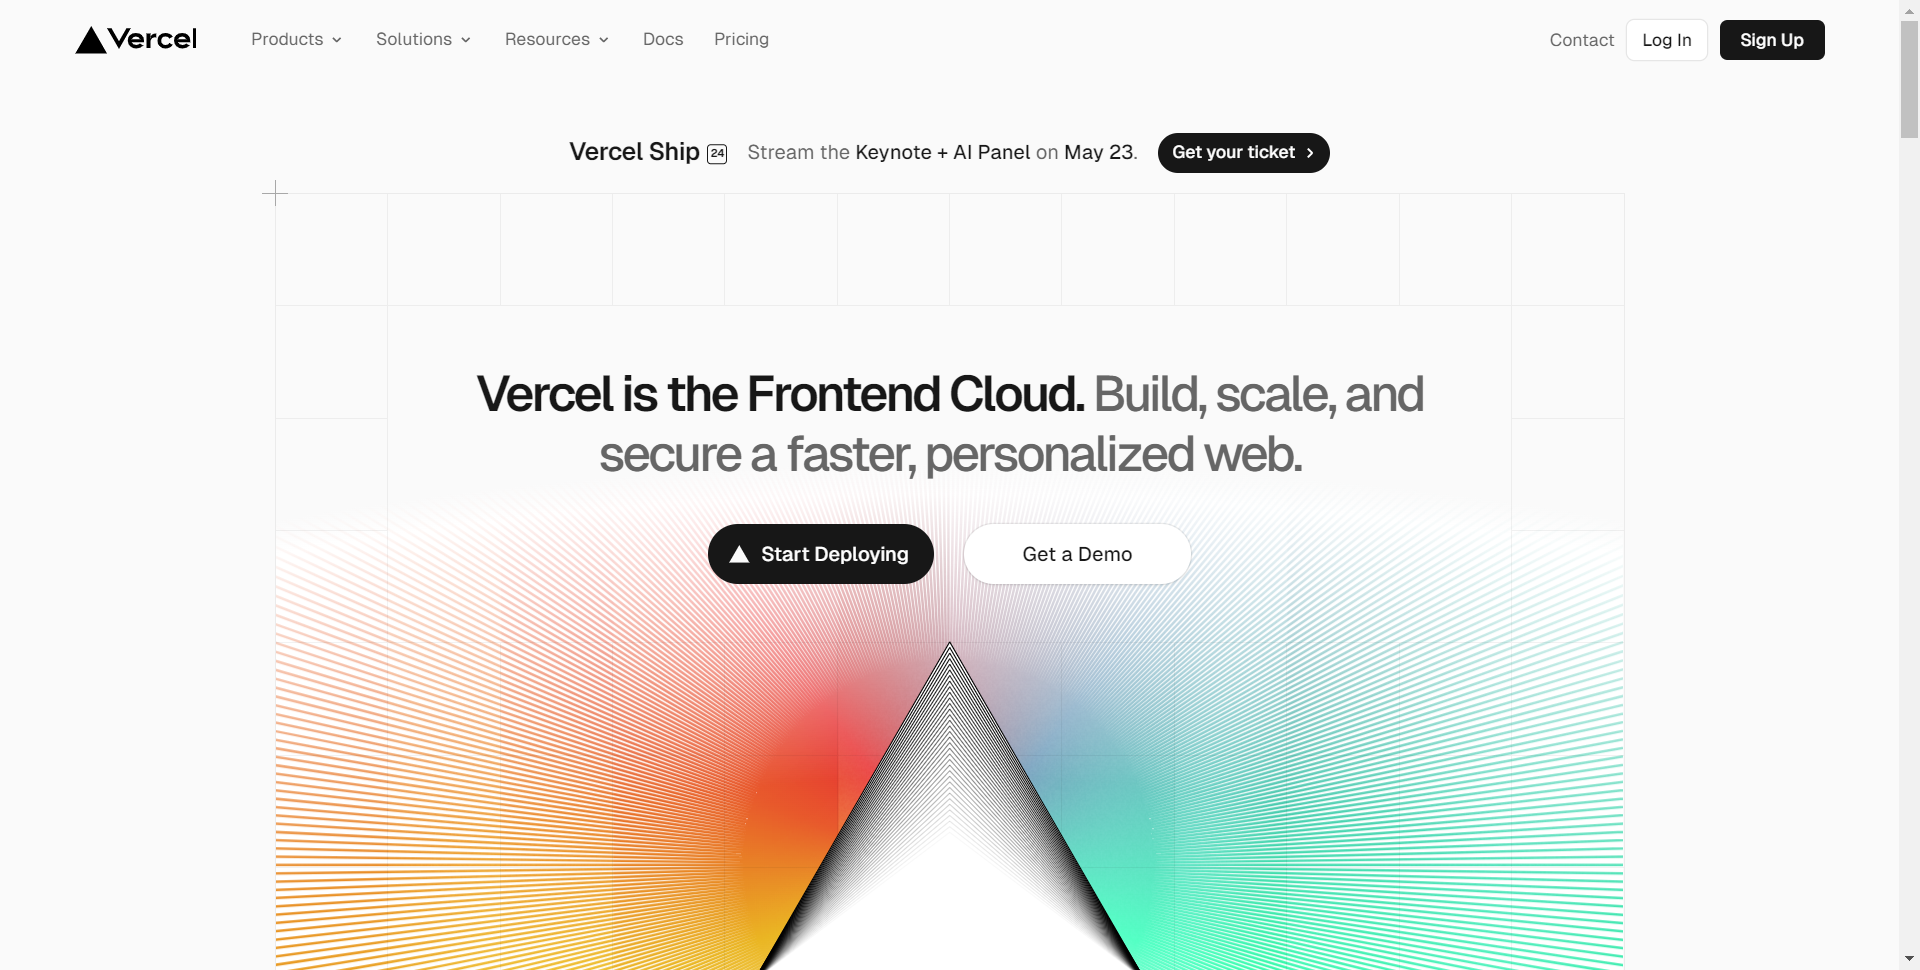 Vercel
Products Solutions Resources Docs Pricing Contact Log In Sign Up
Vercel Ship 24 Stream the Keynote + AI Panel on May 23. Get your ticket
Vercel is the Frontend Cloud. Build, scale, and
secure a faster, personalized web.
Start Deploying Get a Demo